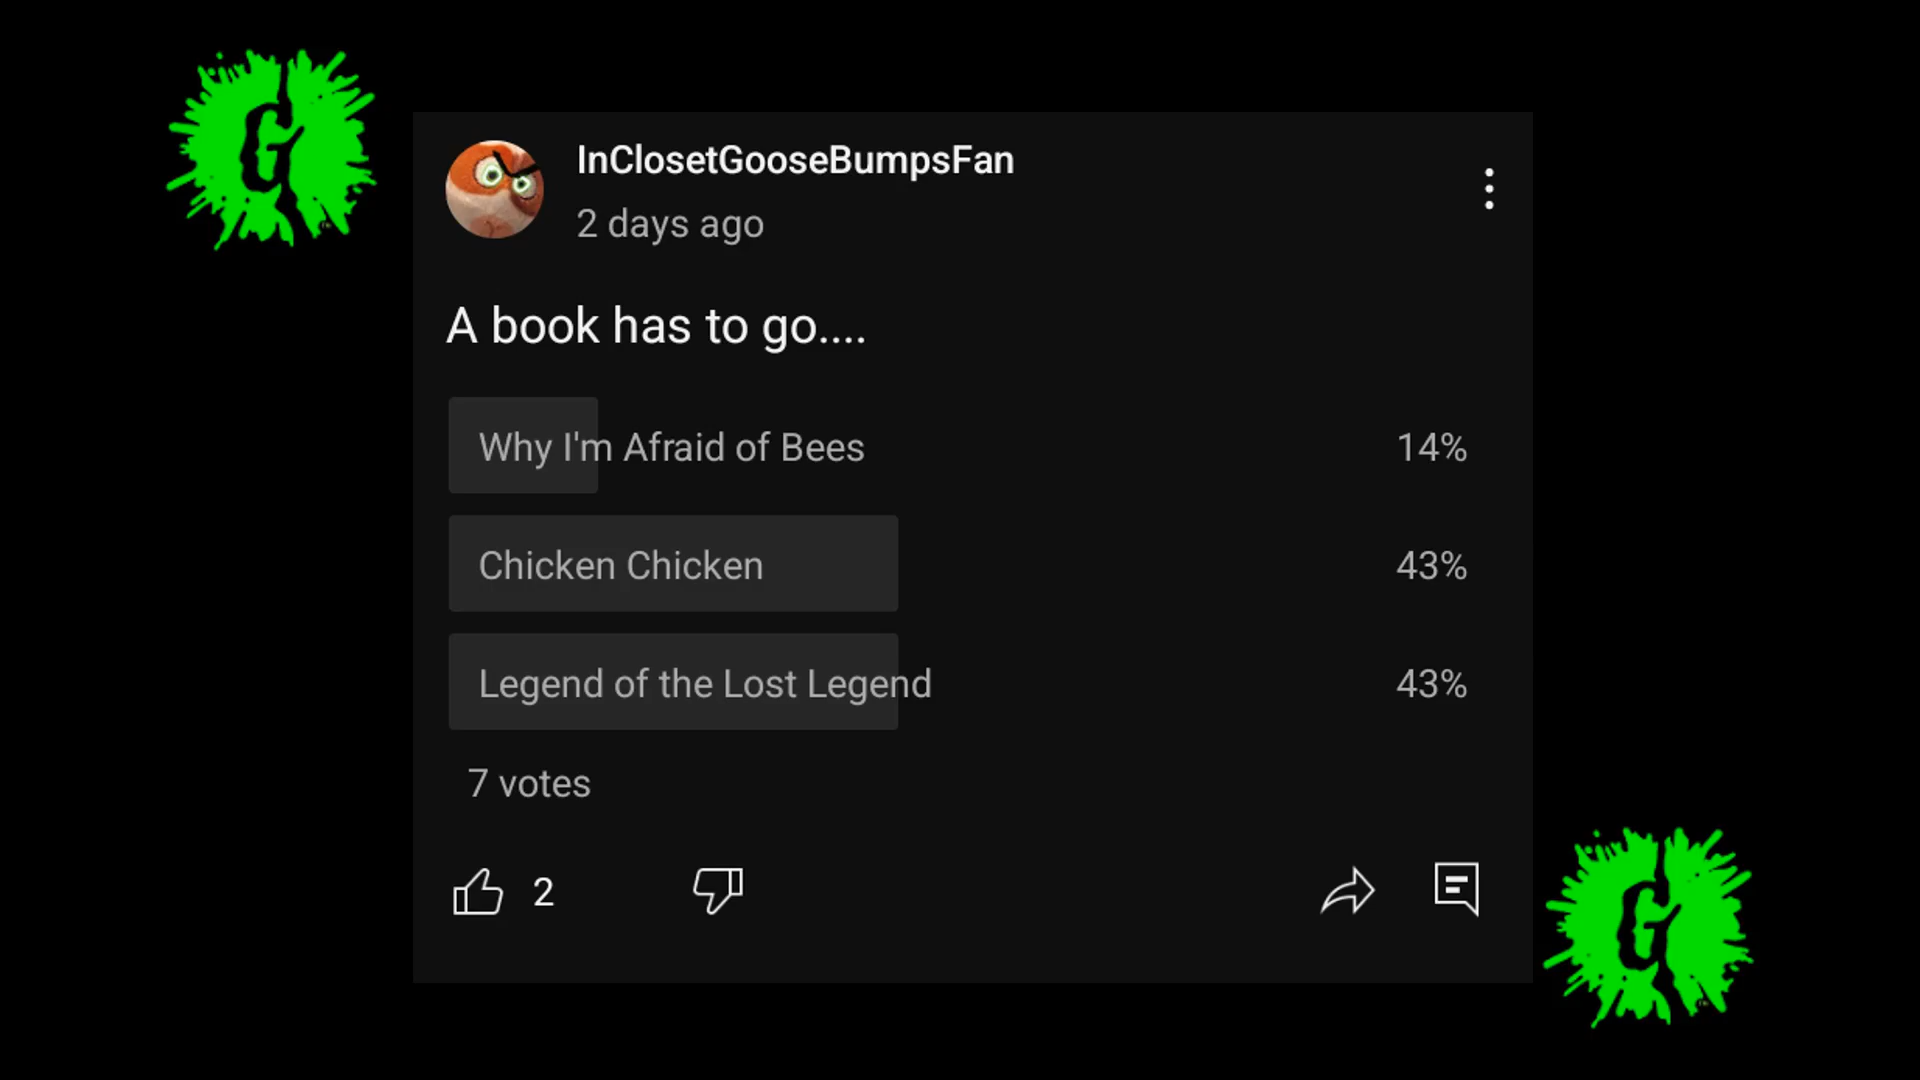 G
InClosetGooseBumpsFan
2 days ago
A book has to go....
Why I'm Afraid of Bees 14%
Chicken Chicken 43%
Legend of the Lost Legend 43%
7 votes
2
G